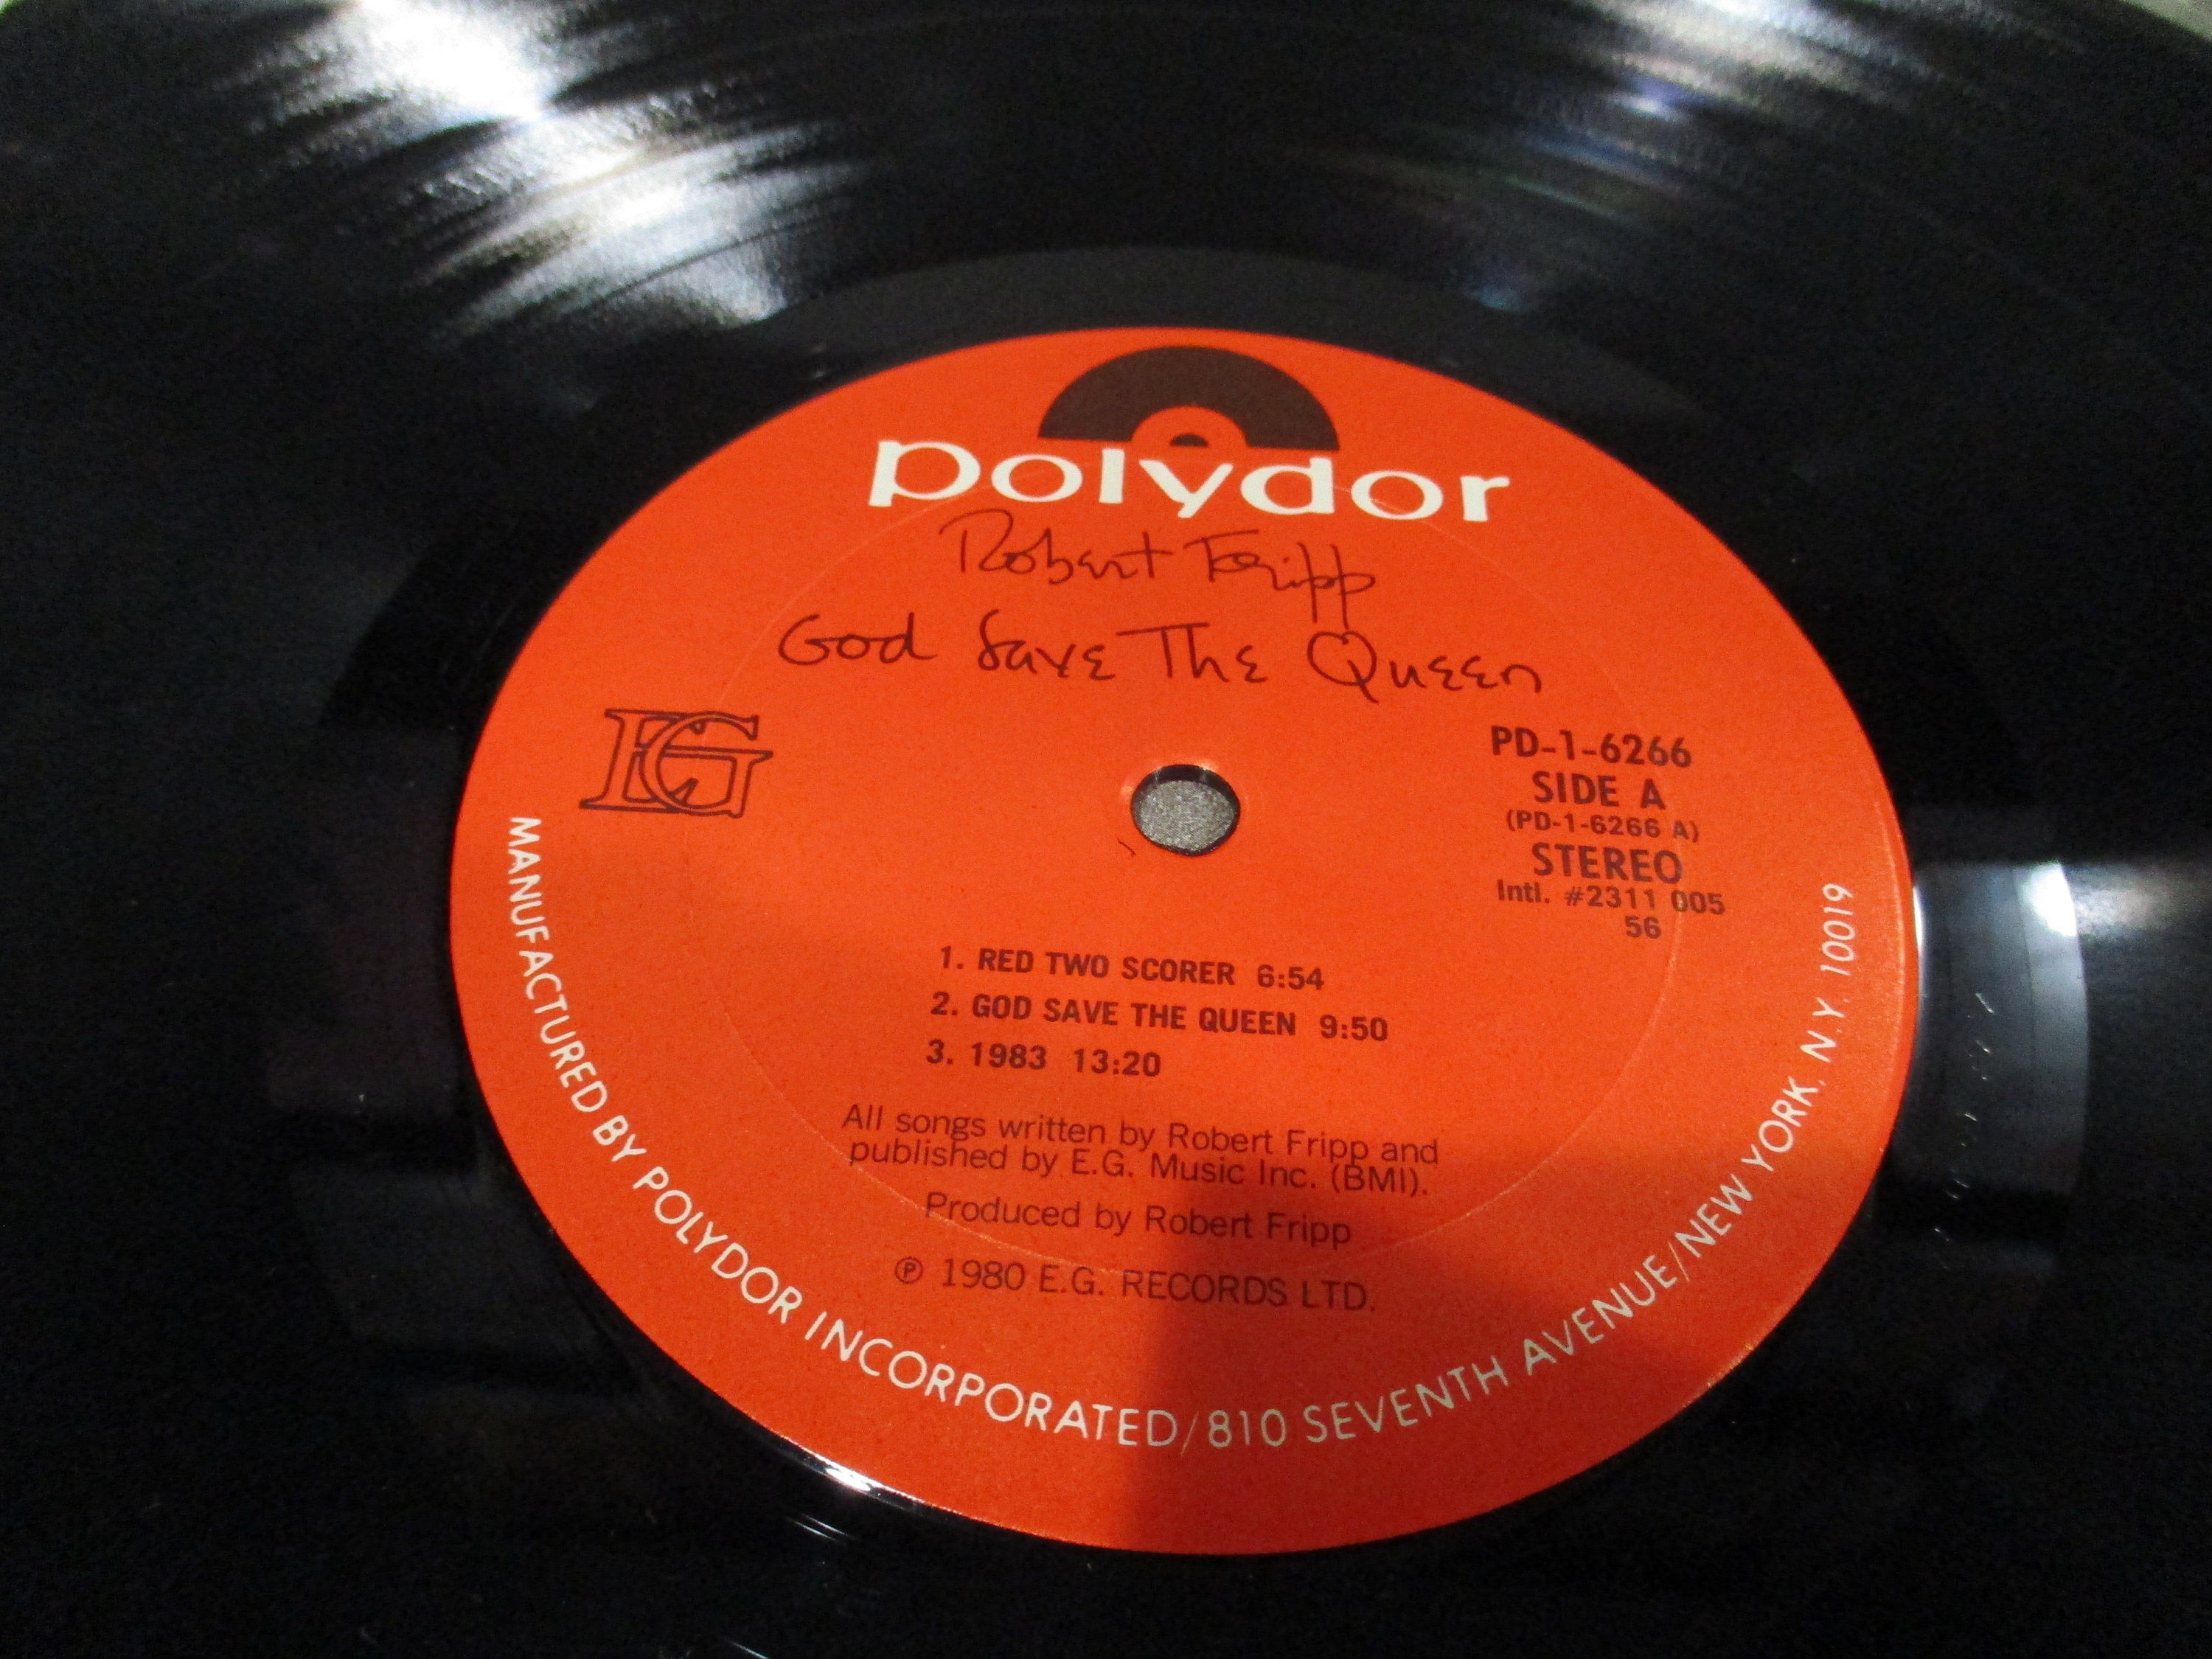 polydor
Robert Fripp
God Save The Queen
EG
PD-1-6266
SIDE A
(PD-1-6266 A)
STEREO
Intl. #2311 005
56
1. RED TWO SCORER 6:54
2. GOD SAVE THE QUEEN 9:50
3. 1983 13:20
All songs written by Robert Fripp and
published by E.G. Music Inc. (BMI).
Produced by Robert Fripp
℗ 1980 E.G. RECORDS LTD.
MANUFACTURED BY POLYDOR INCORPORATED/810 SEVENTH AVENUE/NEW YORK, N.Y. 10019